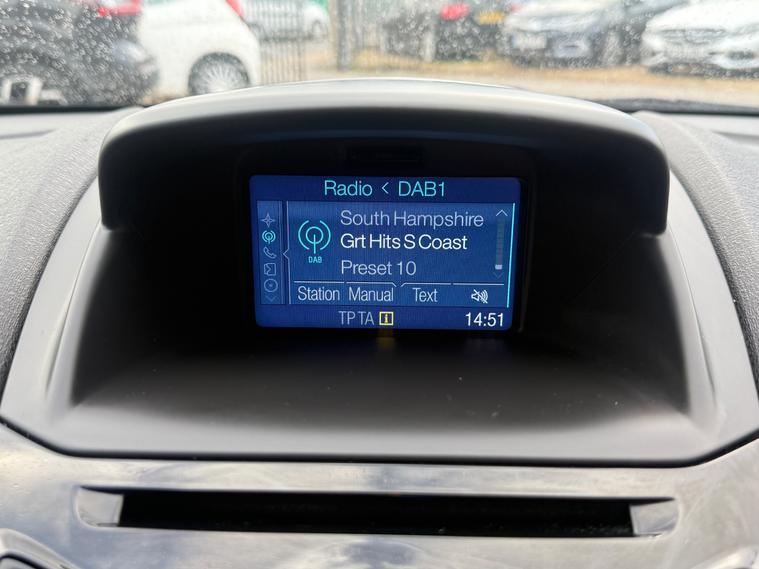 Radio < DAB1
South Hampshire
DAB
Grt Hits S Coast
Preset 10
Station Manual Text
TP TA i 14:51